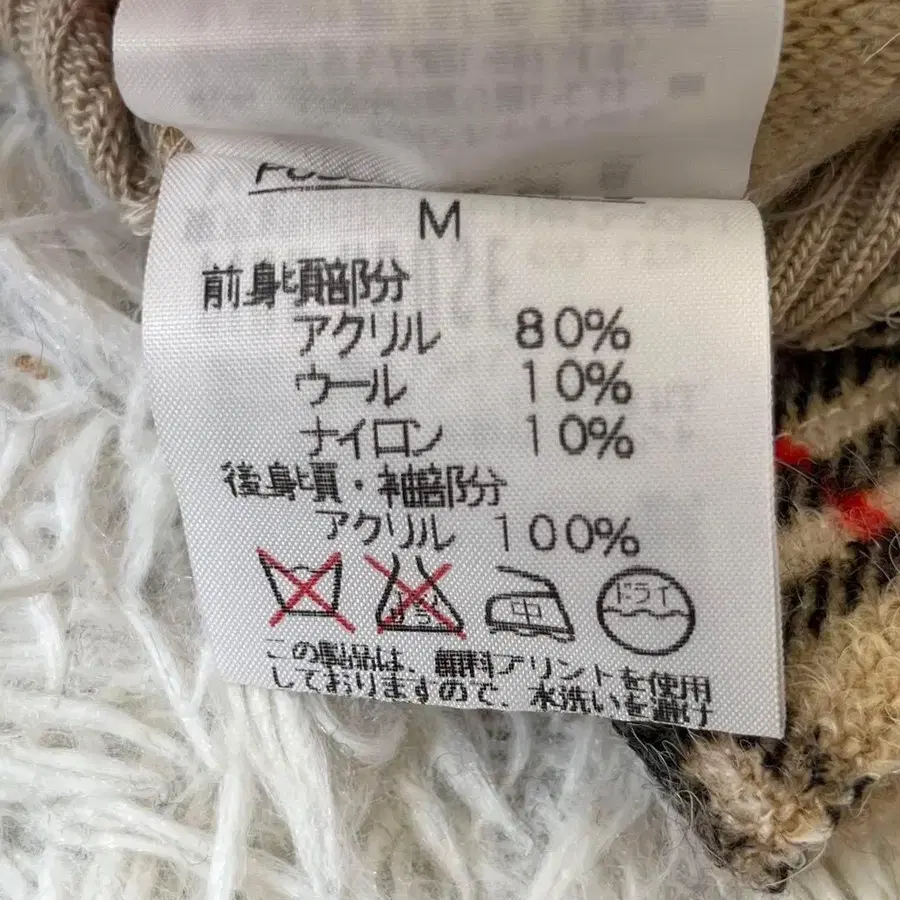 M
前身頃部分
アクリル 80%
ウール 10%
ナイロン 10%
後身頃・袖部分
アクリル 100%
中 ドライ
この製品は、顔料プリントを使用
しておりますので、水洗いを避け